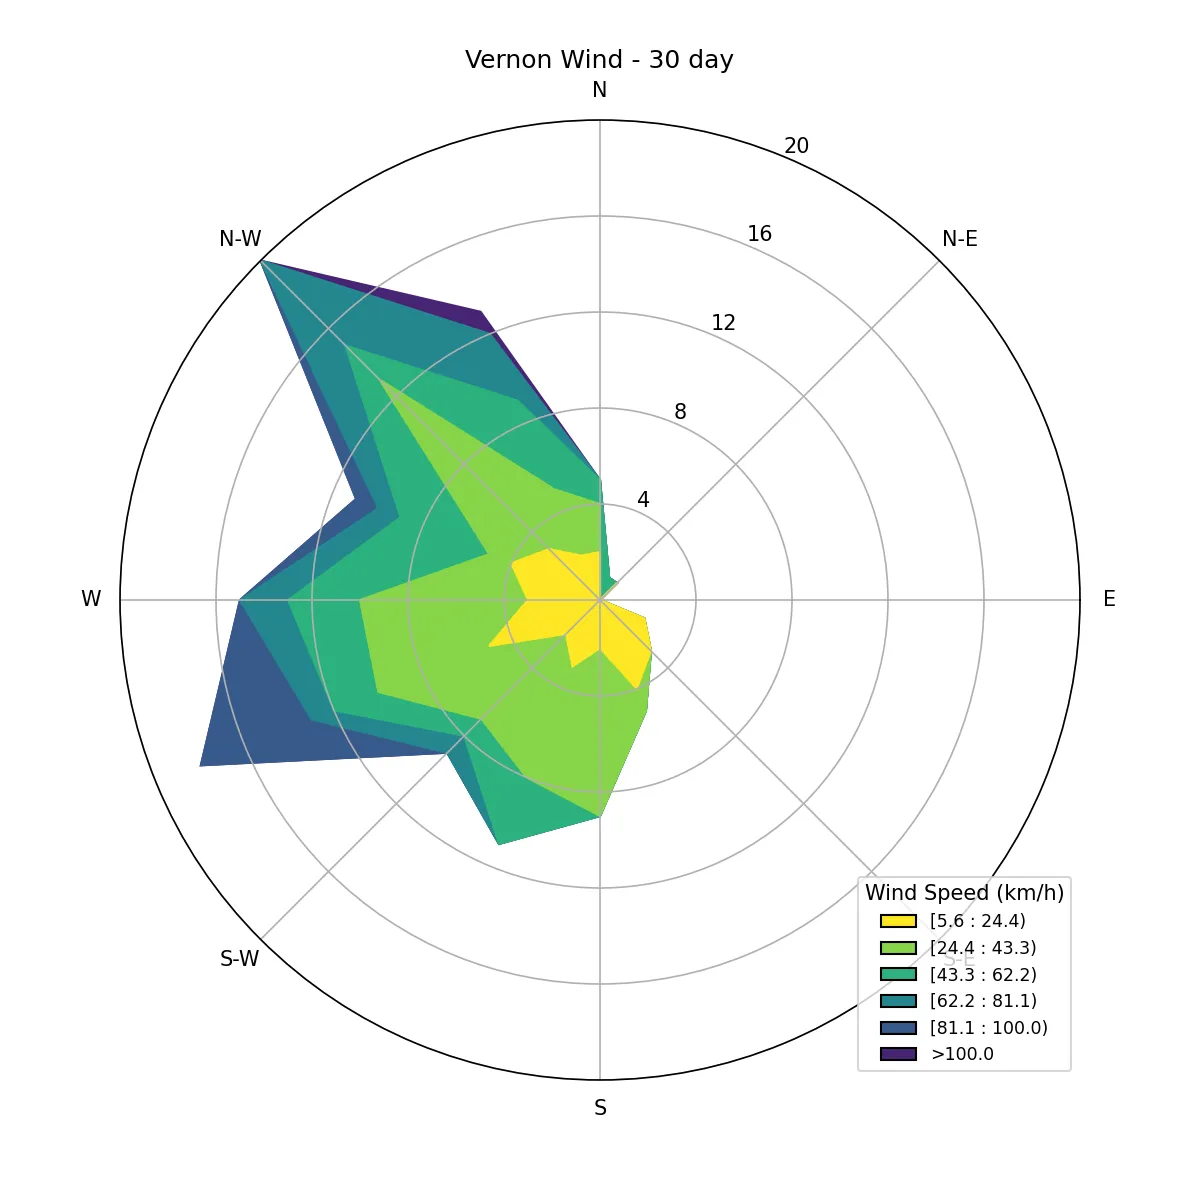 Vernon Wind - 30 day
N
20
16
N-W
N-E
12
8
4
W
E
S-W
S-E
Wind Speed (km/h)
[5.6 : 24.4)
[24.4 : 43.3)
[43.3 : 62.2)
[62.2 : 81.1)
[81.1 : 100.0)
>100.0
S